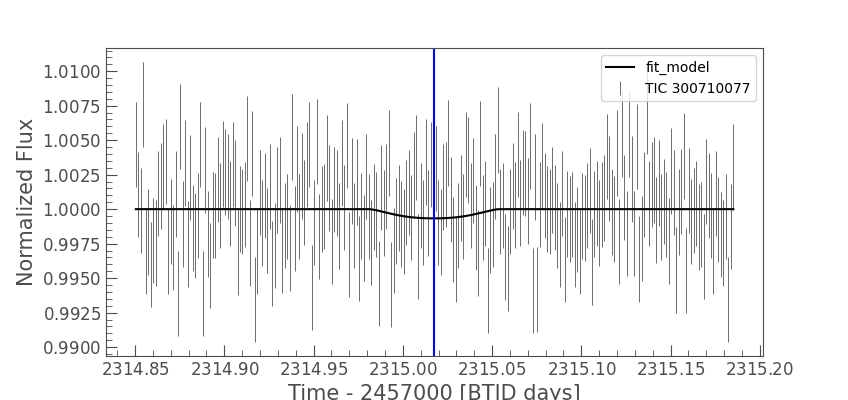 fit_model
TIC 300710077
1.0100
1.0075
1.0050
1.0025
1.0000
0.9975
0.9950
0.9925
0.9900
Normalized Flux
2314.85 2314.90 2314.95 2315.00 2315.05 2315.10 2315.15 2315.20
Time - 2457000 [BTJD days]